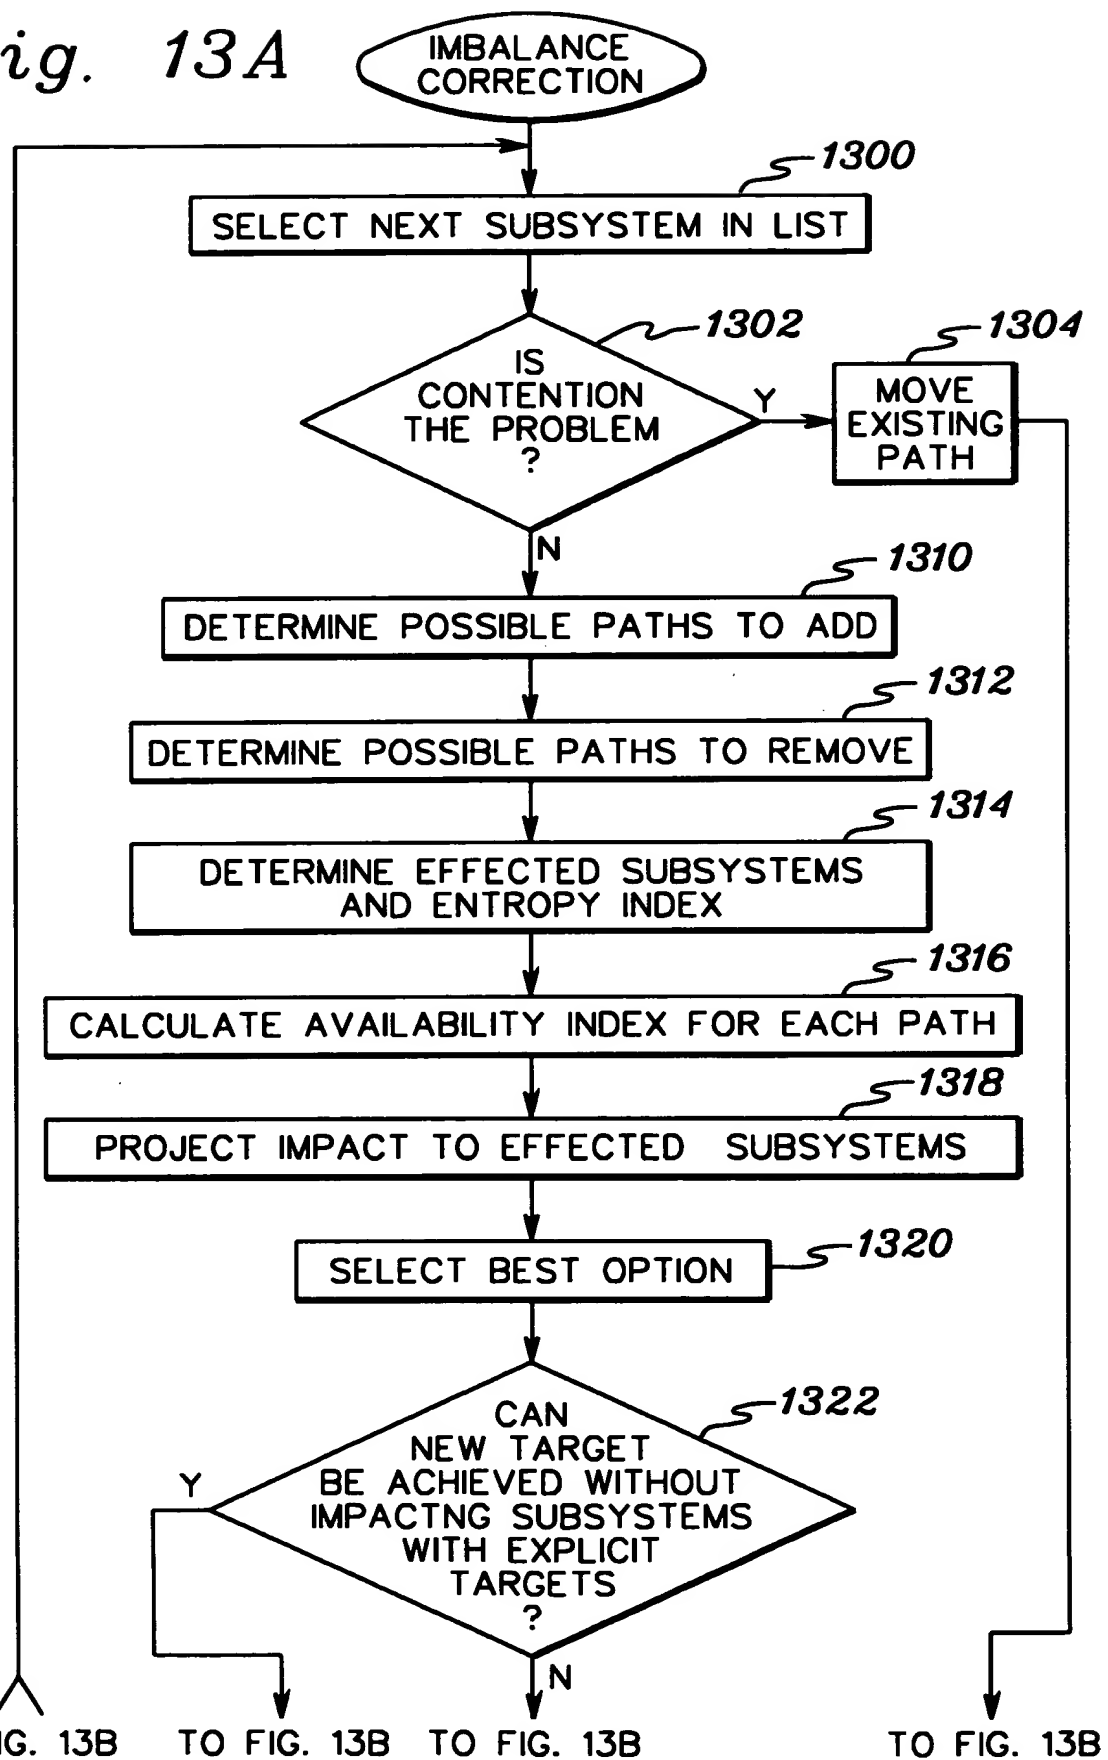 ig. 13A
IMBALANCE
CORRECTION
1300
SELECT NEXT SUBSYSTEM IN LIST
1302
1304
IS
CONTENTION
THE PROBLEM
?
Y
MOVE
EXISTING
PATH
N
1310
DETERMINE POSSIBLE PATHS TO ADD
1312
DETERMINE POSSIBLE PATHS TO REMOVE
1314
DETERMINE EFFECTED SUBSYSTEMS
AND ENTROPY INDEX
1316
CALCULATE AVAILABILITY INDEX FOR EACH PATH
1318
PROJECT IMPACT TO EFFECTED SUBSYSTEMS
1320
SELECT BEST OPTION
1322
CAN
NEW TARGET
BE ACHIEVED WITHOUT
IMPACTNG SUBSYSTEMS
WITH EXPLICIT
TARGETS
?
Y
N
IG. 13B TO FIG. 13B TO FIG. 13B TO FIG. 13B